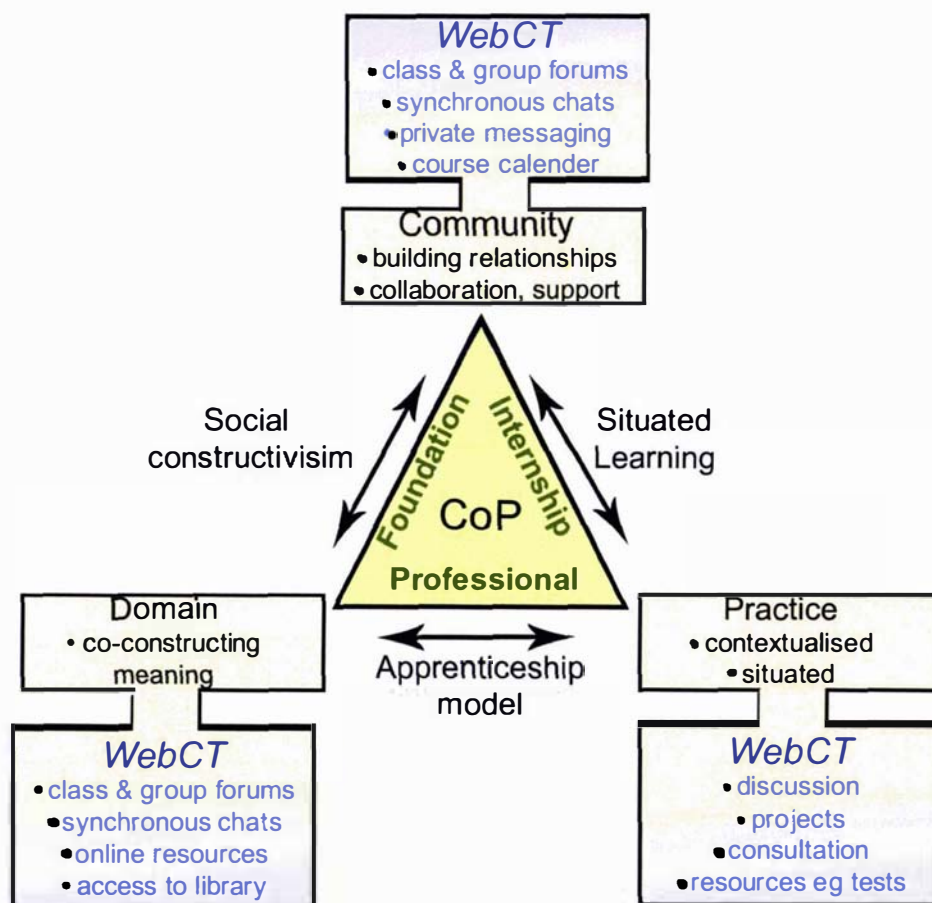 WebCT
• class & group forums
• synchronous chats
• private messaging
• course calender
Community
• building relationships
• collaboration, support
Social
constructivisim
Situated
Learning
Foundation
Internship
CoP
Professional
Apprenticeship
model
Domain
• co-constructing
meaning
WebCT
• class & group forums
• synchronous chats
• online resources
• access to library
Practice
• contextualised
• situated
WebCT
• discussion
• projects
• consultation
• resources eg tests